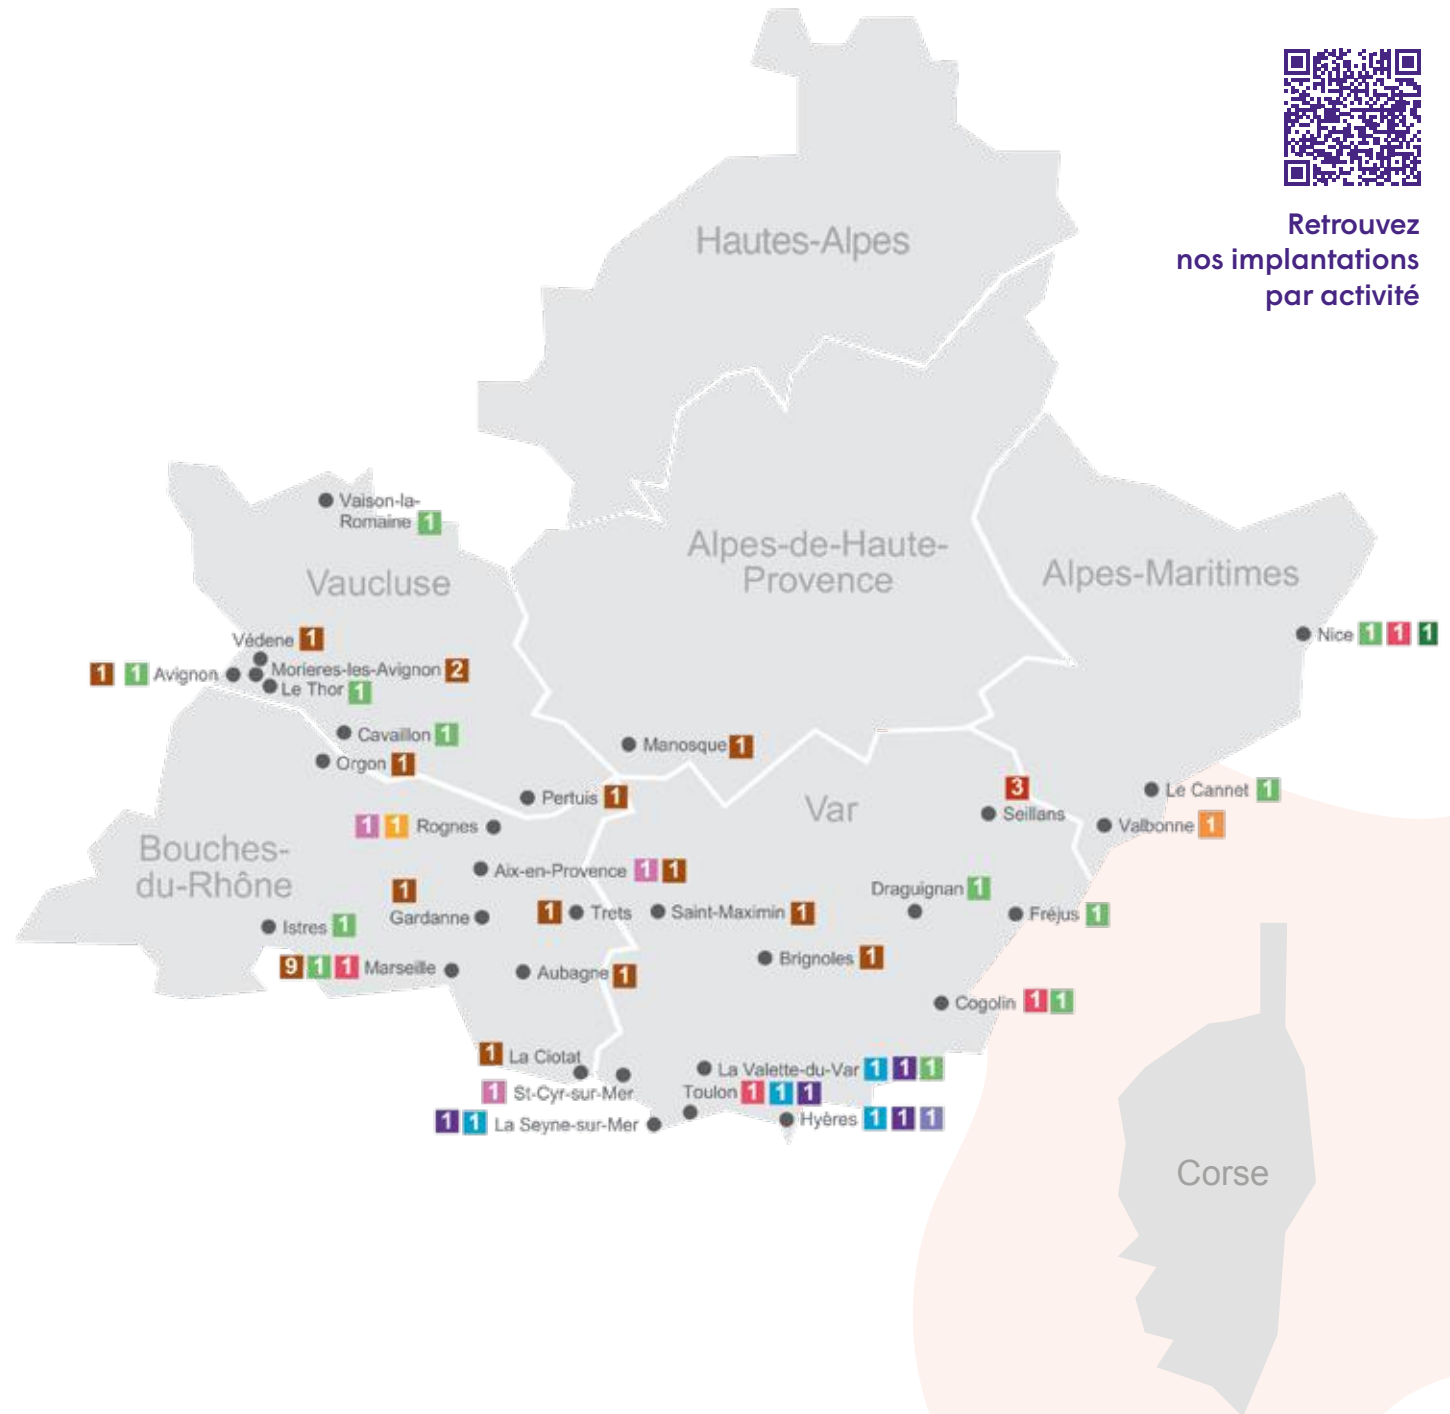 Retrouvez
nos implantations
par activité
Hautes-Alpes
Vaison-la-
Romaine 1
Alpes-de-Haute-
Provence
Alpes-Maritimes
Vaucluse
Védene 1
Nice 1 1 1
1 1 Avignon
Morieres-les-Avignon 2
Le Thor 1
Cavaillon 1
Manosque 1
Orgon 1
3
Seillans
Le Cannet 1
Pertuis 1
Var
Valbonne 1
1 1 Rognes
Bouches-
du-Rhône
Aix-en-Provence 1 1
1
Gardanne
Draguignan 1
1 Trets
Saint-Maximin 1
Fréjus 1
Istres 1
Brignoles 1
9 1 1 Marseille
Aubagne 1
Cogolin 1 1
1 La Ciotat
La Valette-du-Var 1 1 1
1 St-Cyr-sur-Mer
Toulon 1 1 1
1 1 La Seyne-sur-Mer
Hyères 1 1 1
Corse